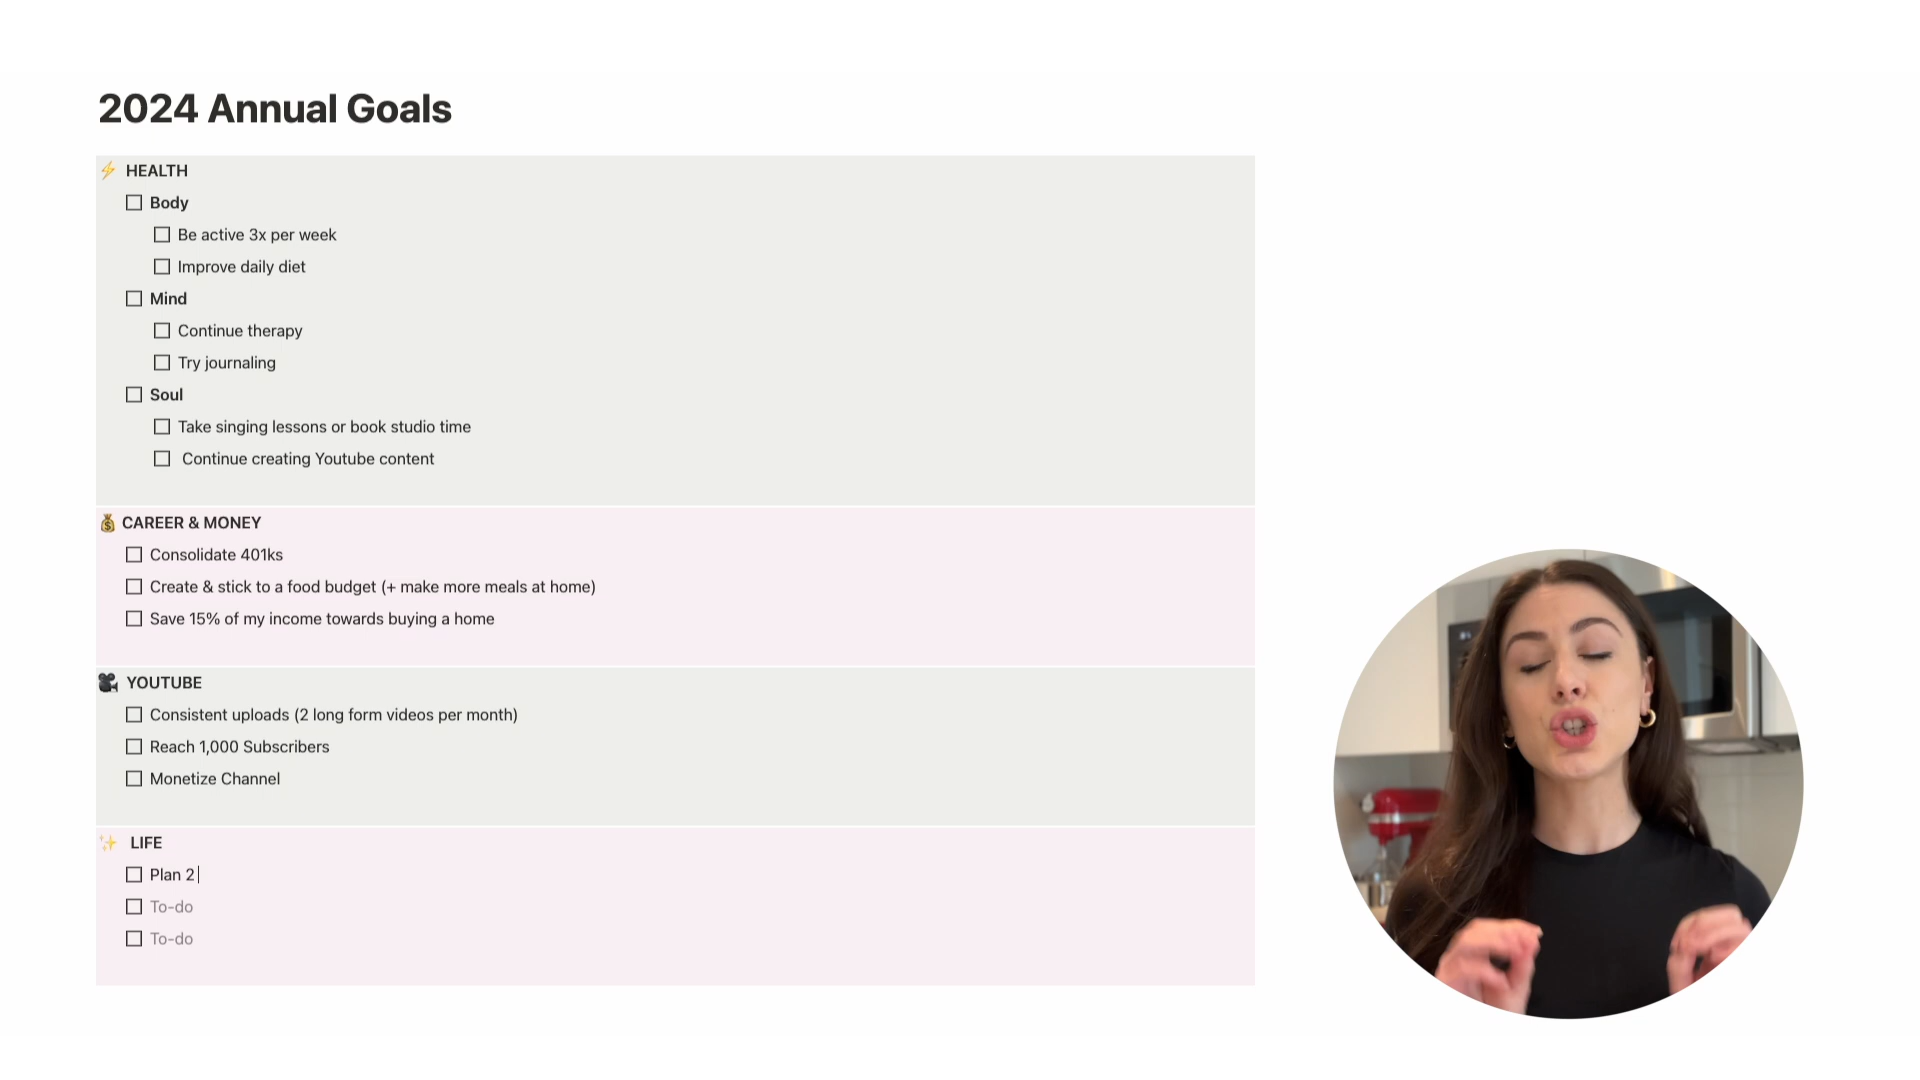 2024 Annual Goals
HEALTH
Body
Be active 3x per week
Improve daily diet
Mind
Continue therapy
Try journaling
Soul
Take singing lessons or book studio time
Continue creating Youtube content
CAREER & MONEY
Consolidate 401ks
Create & stick to a food budget (+ make more meals at home)
Save 15% of my income towards buying a home
YOUTUBE
Consistent uploads (2 long form videos per month)
Reach 1,000 Subscribers
Monetize Channel
LIFE
Plan 2
To-do
To-do